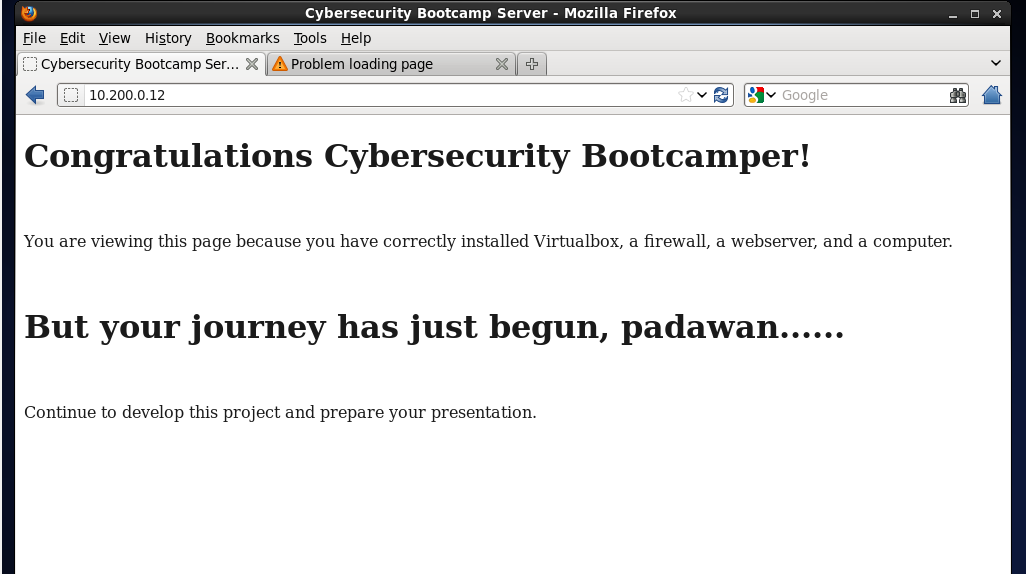 Cybersecurity Bootcamp Server - Mozilla Firefox
File Edit View History Bookmarks Tools Help
Cybersecurity Bootcamp Ser... Problem loading page
10.200.0.12 Google
Congratulations Cybersecurity Bootcamper!
You are viewing this page because you have correctly installed Virtualbox, a firewall, a webserver, and a computer.
But your journey has just begun, padawan......
Continue to develop this project and prepare your presentation.